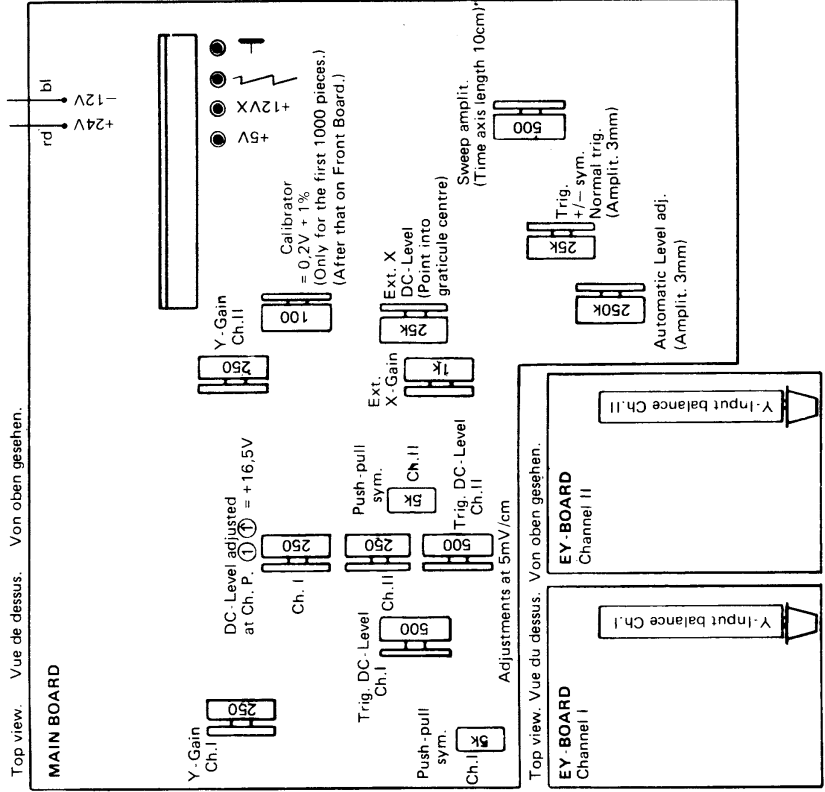 Top view. Vue de dessus. Von oben gesehen.
MAIN BOARD
rd bl
+24V
−12V
+5V
+12VX
Y-Gain
Ch.I
250
DC-Level adjusted
at Ch. P. 1 1 = +16,5V
250
Ch. I
Y-Gain
Ch.II
250
Calibrator
= 0,2V + 1%
(Only for the first 1000 pieces.)
(After that on Front Board.)
100
Push-pull
sym.
Ch.I
5k
Trig. DC-Level
Ch.I
500
250
Ch.II
Push-pull
sym.
Ch.II
5k
500
Trig. DC-Level
Ch.II
Ext.
X-Gain
1k
Ext. X
DC-Level
(Point into
graticule centre)
25k
Sweep amplit.
(Time axis length 10cm)"
500
25k
Trig.
+/− sym.
Normal trig.
(Amplit. 3mm)
250k
Automatic Level adj.
(Amplit. 3mm)
Adjustments at 5mV/cm
Top view. Vue du dessus. Von oben gesehen.
EY-BOARD
Channel I
Y-Input balance Ch.I
EY-BOARD
Channel II
Y-Input balance Ch.II